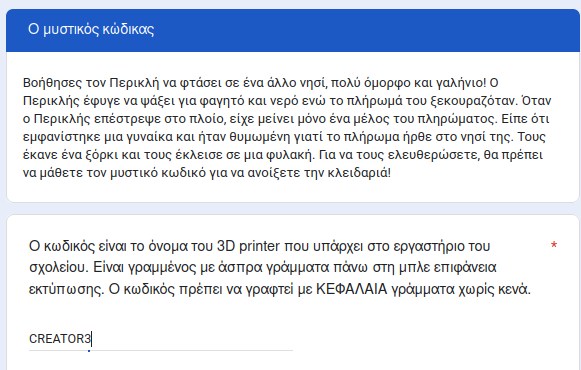 Ο μυστικός κώδικας
Βοήθησες τον Περικλή να φτάσει σε ένα άλλο νησί, πολύ όμορφο και γαλήνιο! Ο
Περικλής έφυγε να ψάξει για φαγητό και νερό ενώ το πλήρωμά του ξεκουραζόταν. Όταν
ο Περικλής επέστρεψε στο πλοίο, είχε μείνει μόνο ένα μέλος του πληρώματος. Είπε ότι
εμφανίστηκε μια γυναίκα και ήταν θυμωμένη γιατί το πλήρωμα ήρθε στο νησί της. Τους
έκανε ένα ξόρκι και τους έκλεισε σε μια φυλακή. Για να τους ελευθερώσετε, θα πρέπει
να μάθετε τον μυστικό κωδικό για να ανοίξετε την κλειδαριά!
Ο κωδικός είναι το όνομα του 3D printer που υπάρχει στο εργαστήριο του *
σχολείου. Είναι γραμμένος με άσπρα γράμματα πάνω στη μπλε επιφάνεια
εκτύπωσης. Ο κωδικός πρέπει να γραφτεί με ΚΕΦΑΛΑΙΑ γράμματα χωρίς κενά.
CREATOR3